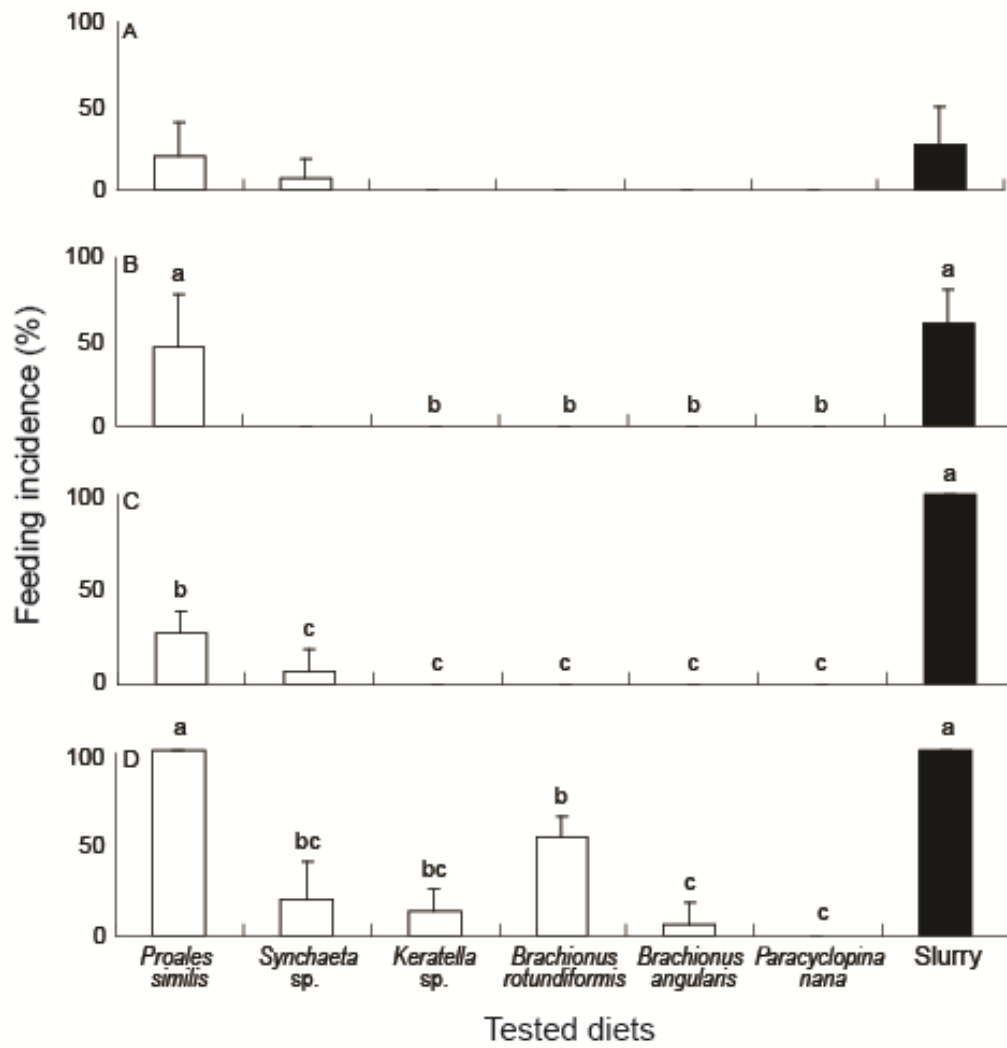 100
A
50
0
100
B
a
a
50
b
b
b
b
0
100
C
a
50
b
c
c
c
c
c
0
a
a
100
D
b
50
bc
bc
c
c
0
Proales
similis
Synchaeta
sp.
Keratella
sp.
Brachionus
rotundiformis
Brachionus
angularis
Paracyclopina
nana
Slurry
Feeding incidence (%)
Tested diets